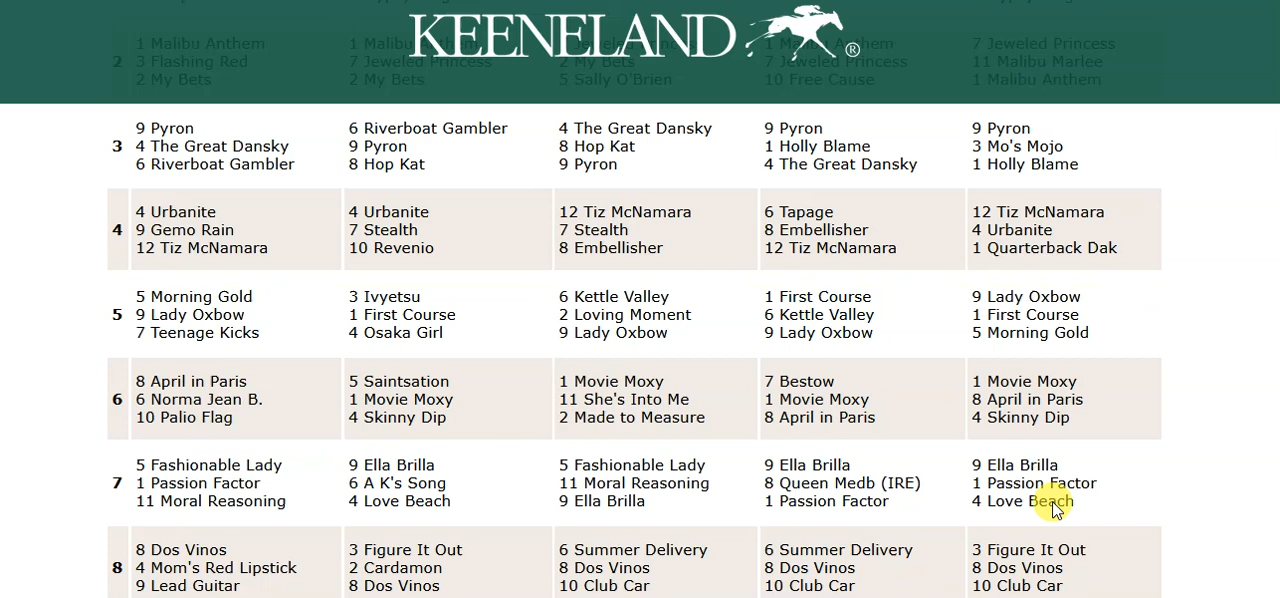 KEENELAND ®
2
1 Malibu Anthem
3 Flashing Red
2 My Bets
1 Malibu Anthem
7 Jeweled Princess
2 My Bets
7 Jeweled Princess
2 My Bets
5 Sally O'Brien
1 Malibu Anthem
7 Jeweled Princess
10 Free Cause
7 Jeweled Princess
11 Malibu Marlee
1 Malibu Anthem
3
9 Pyron
4 The Great Dansky
6 Riverboat Gambler
6 Riverboat Gambler
9 Pyron
8 Hop Kat
4 The Great Dansky
8 Hop Kat
9 Pyron
9 Pyron
1 Holly Blame
4 The Great Dansky
9 Pyron
3 Mo's Mojo
1 Holly Blame
4
4 Urbanite
9 Gemo Rain
12 Tiz McNamara
4 Urbanite
7 Stealth
10 Revenio
12 Tiz McNamara
7 Stealth
8 Embellisher
6 Tapage
8 Embellisher
12 Tiz McNamara
12 Tiz McNamara
4 Urbanite
1 Quarterback Dak
5
5 Morning Gold
9 Lady Oxbow
7 Teenage Kicks
3 Ivyetsu
1 First Course
4 Osaka Girl
6 Kettle Valley
2 Loving Moment
9 Lady Oxbow
1 First Course
6 Kettle Valley
9 Lady Oxbow
9 Lady Oxbow
1 First Course
5 Morning Gold
6
8 April in Paris
6 Norma Jean B.
10 Palio Flag
5 Saintsation
1 Movie Moxy
4 Skinny Dip
1 Movie Moxy
11 She's Into Me
2 Made to Measure
7 Bestow
1 Movie Moxy
8 April in Paris
1 Movie Moxy
8 April in Paris
4 Skinny Dip
7
5 Fashionable Lady
1 Passion Factor
11 Moral Reasoning
9 Ella Brilla
6 A K's Song
4 Love Beach
5 Fashionable Lady
11 Moral Reasoning
9 Ella Brilla
9 Ella Brilla
8 Queen Medb (IRE)
1 Passion Factor
9 Ella Brilla
1 Passion Factor
4 Love Beach
8
8 Dos Vinos
4 Mom's Red Lipstick
9 Lead Guitar
3 Figure It Out
2 Cardamon
8 Dos Vinos
6 Summer Delivery
8 Dos Vinos
10 Club Car
6 Summer Delivery
8 Dos Vinos
10 Club Car
3 Figure It Out
8 Dos Vinos
10 Club Car